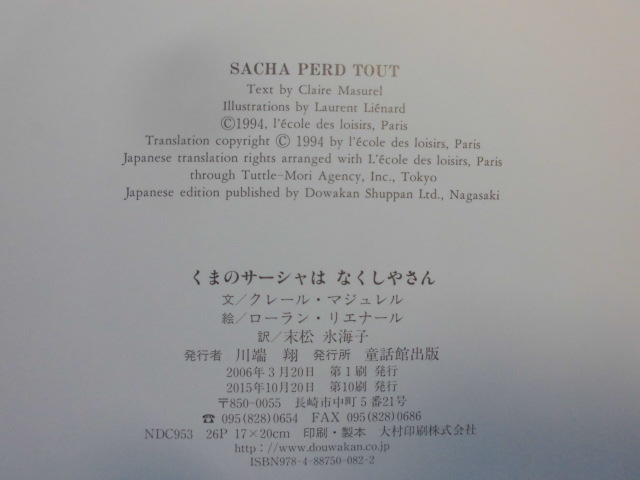 SACHA PERD TOUT
Text by Claire Masurel
Illustrations by Laurent Liénard
©1994, l'école des loisirs, Paris
Translation copyright © 1994 by l'école des loisirs, Paris
Japanese translation rights arranged with L'école des loisirs, Paris
through Tuttle-Mori Agency, Inc., Tokyo
Japanese edition published by Dowakan Shuppan Ltd., Nagasaki
くまのサーシャは なくしやさん
文／クレール・マジュレル
絵／ローラン・リエナール
訳／末松 氷海子
発行者 川端 翔 発行所 童話館出版
2006年3月20日 第1刷 発行
2015年10月20日 第10刷 発行
〒850-0055 長崎市中町5番21号
☎ 095(828)0654 FAX 095(828)0686
NDC953 26P 17×20cm 印刷・製本 大村印刷株式会社
http://www.douwakan.co.jp
ISBN978-4-88750-082-2